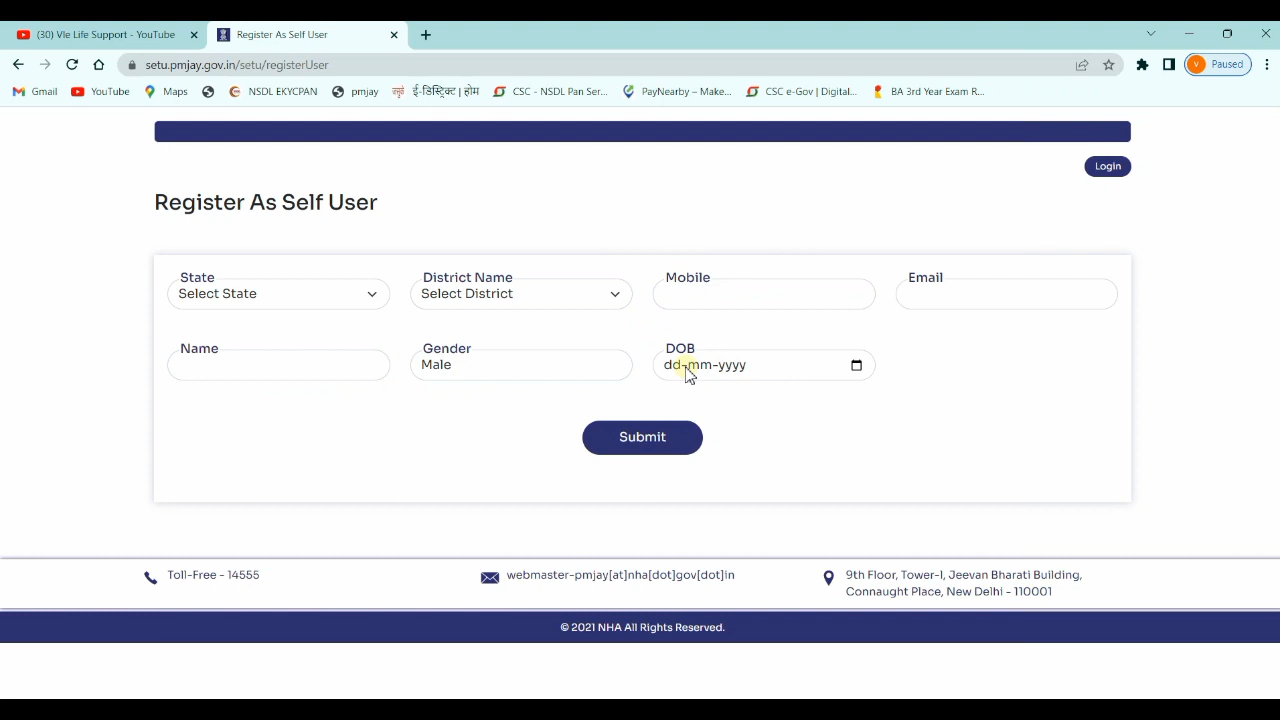 (30) Vle Life Support - YouTube
Register As Self User
setu.pmjay.gov.in/setu/registerUser
V Paused
Gmail YouTube Maps NSDL EKYCPAN pmjay ई-डिस्ट्रिक्ट | होम CSC - NSDL Pan Ser... PayNearby – Make... CSC e-Gov | Digital... BA 3rd Year Exam R...
Login
Register As Self User
State District Name Mobile Email
Select State Select District
Name Gender DOB
Male dd-mm-yyyy
Submit
Toll-Free - 14555 webmaster-pmjay[at]nha[dot]gov[dot]in 9th Floor, Tower-l, Jeevan Bharati Building,
Connaught Place, New Delhi - 110001
© 2021 NHA All Rights Reserved.